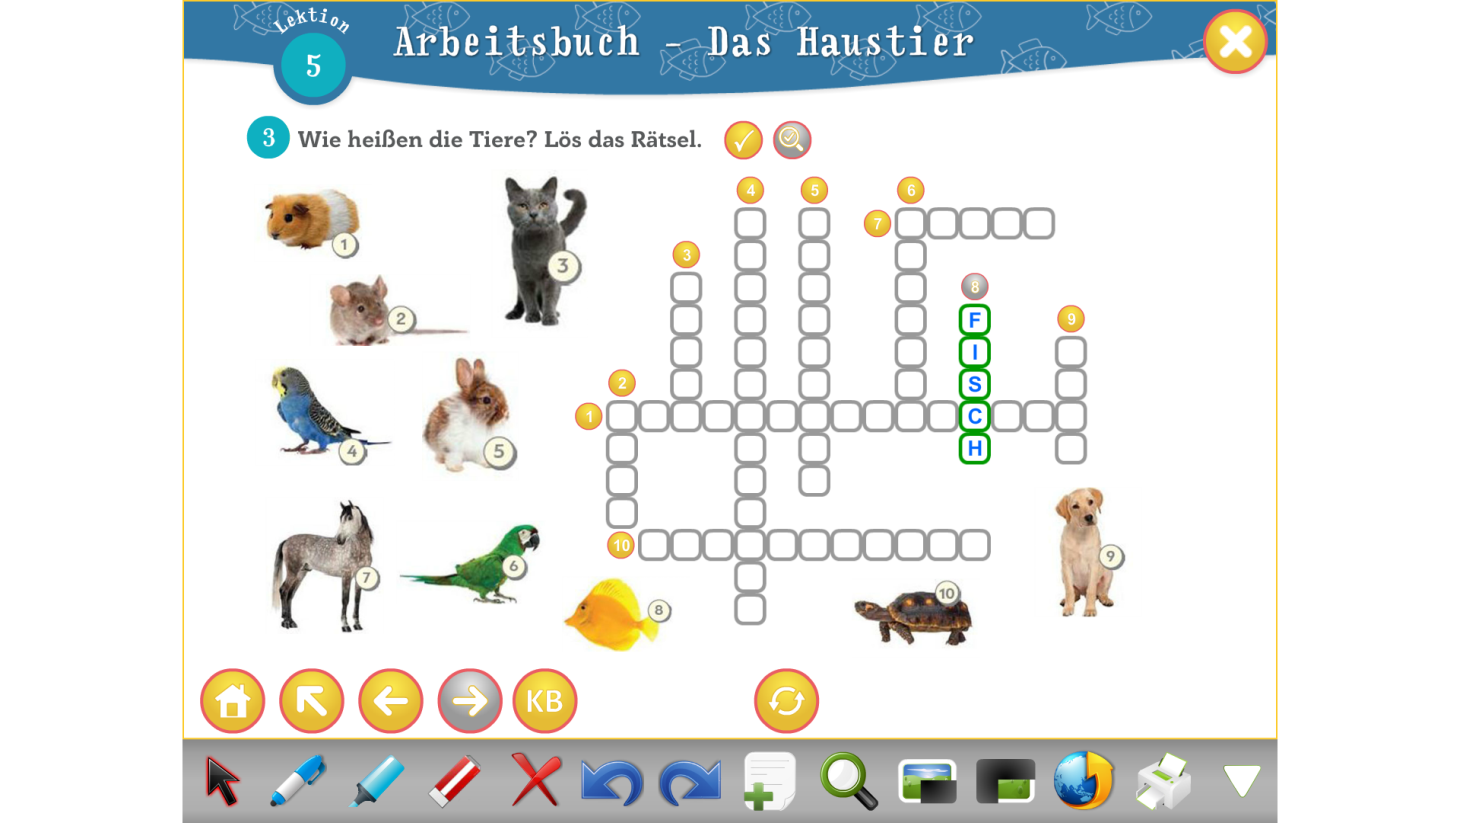 Lektion
5
Arbeitsbuch - Das Haustier
3 Wie heißen die Tiere? Lös das Rätsel.
4 5 6
1
7
3
3
2
8
F
9
I
4
5
2
S
1
C
H
10
7
6
8
10
9
KB